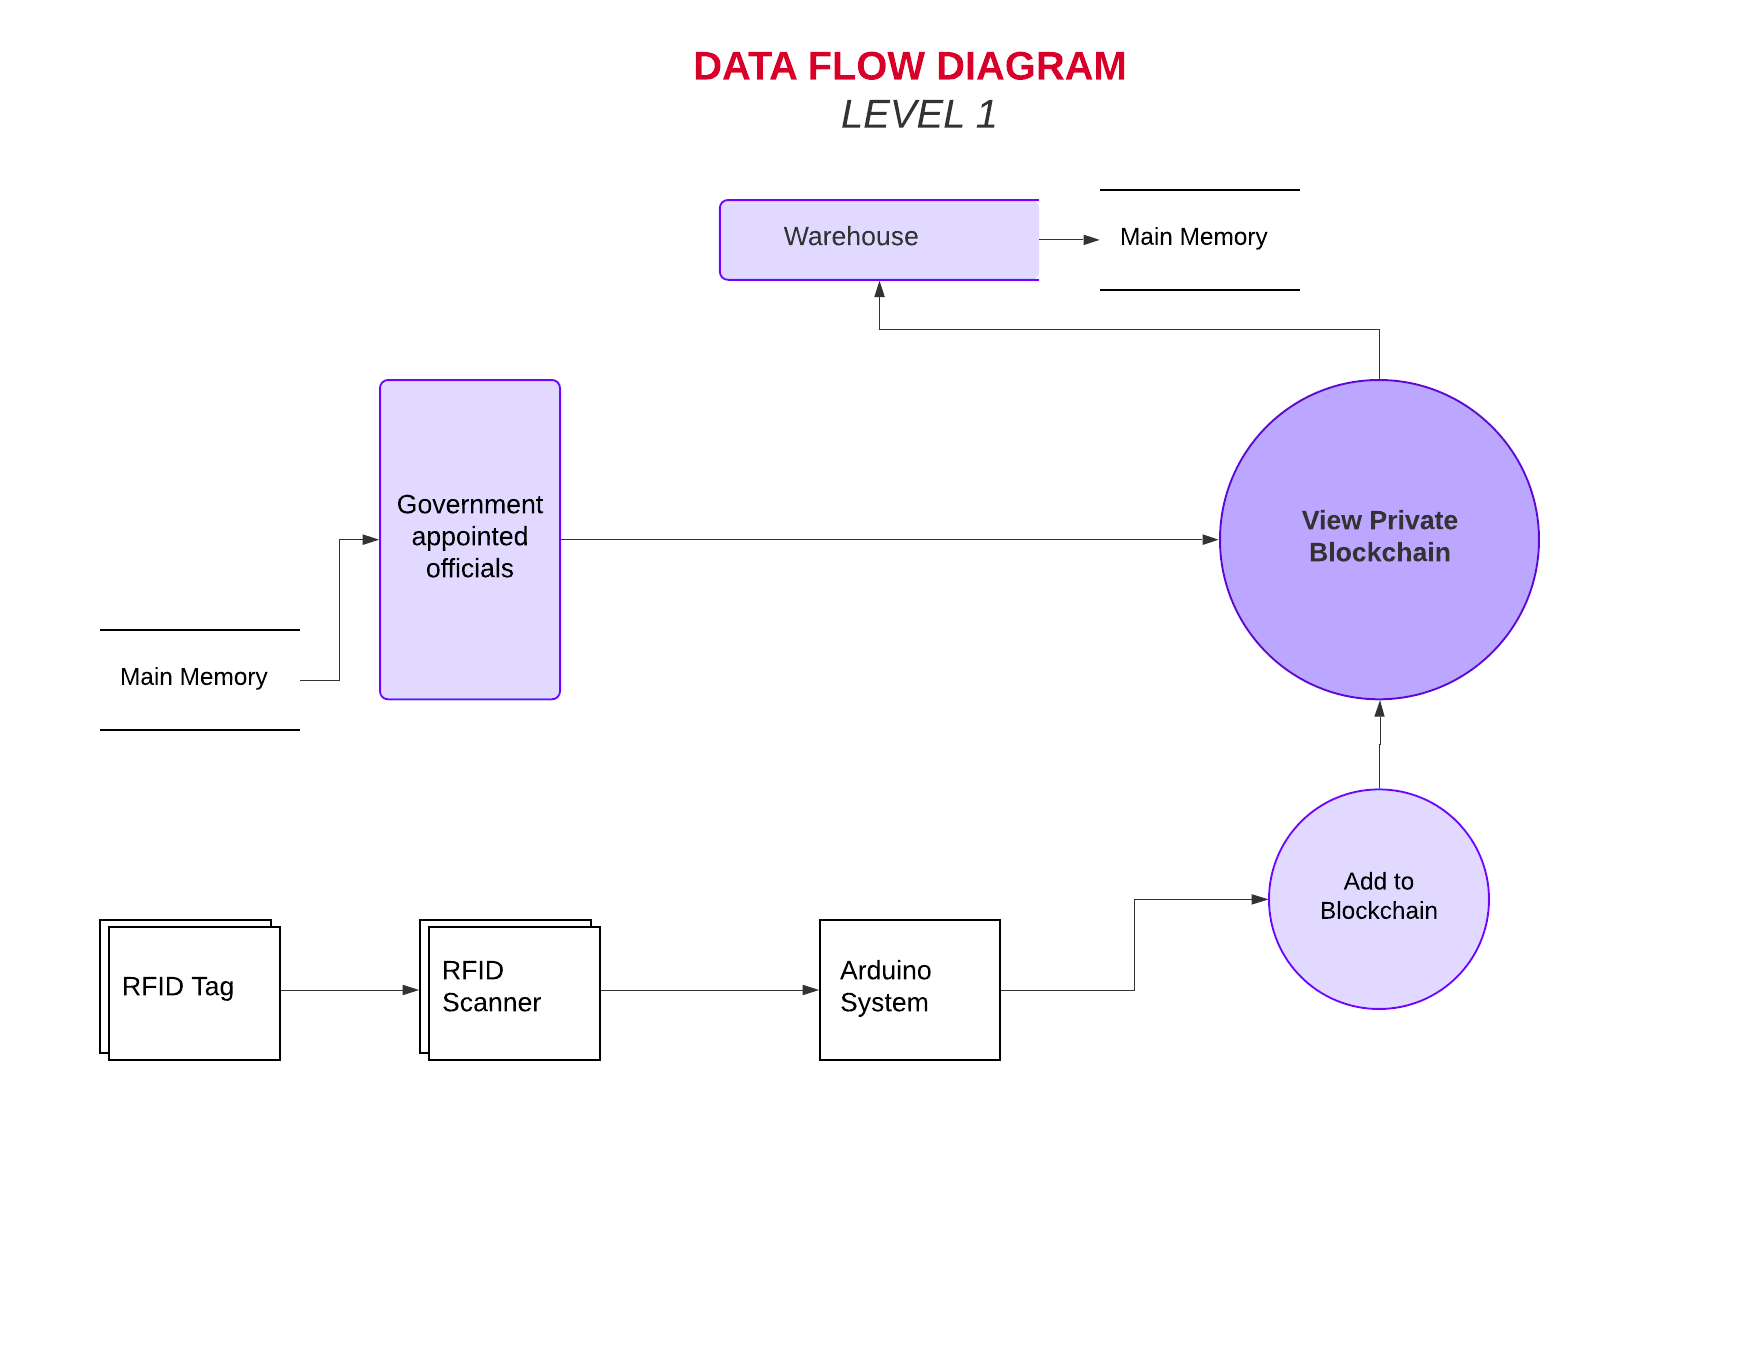 DATA FLOW DIAGRAM
LEVEL 1
Warehouse
Main Memory
Government
appointed
officials
View Private
Blockchain
Main Memory
Add to
Blockchain
RFID Tag
RFID
Scanner
Arduino
System